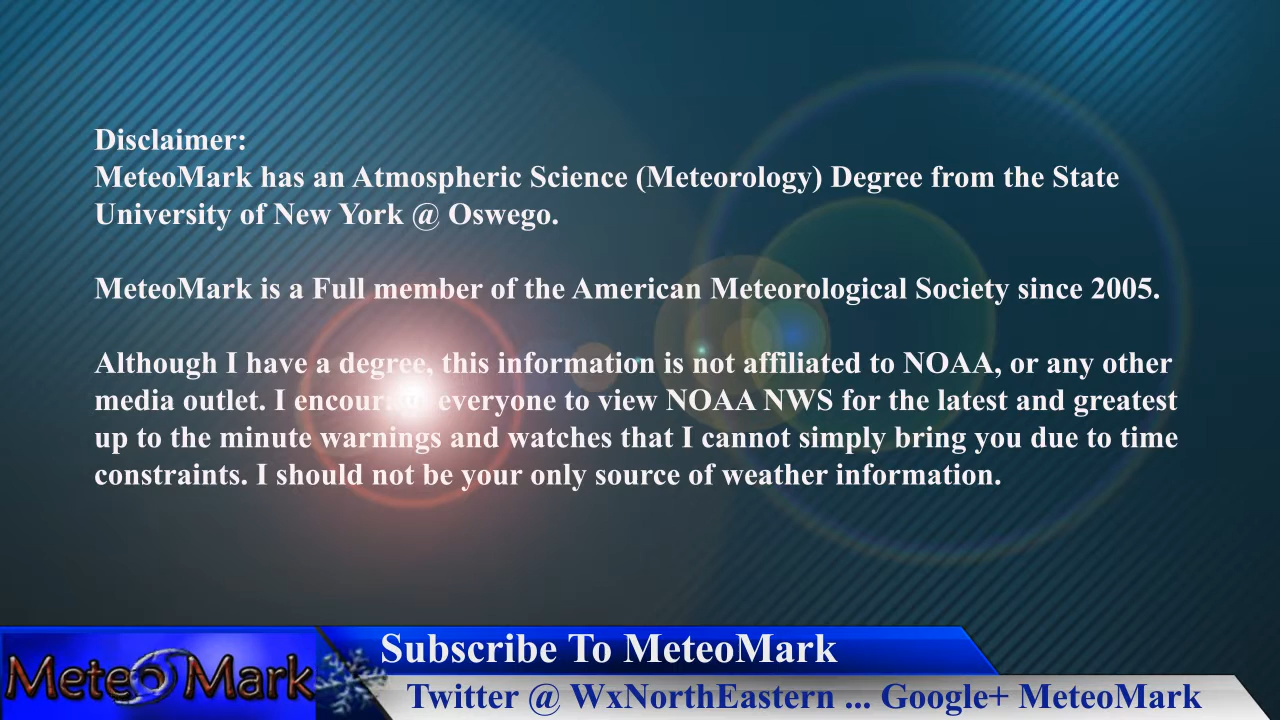 Disclaimer:
MeteoMark has an Atmospheric Science (Meteorology) Degree from the State
University of New York @ Oswego.
MeteoMark is a Full member of the American Meteorological Society since 2005.
Although I have a degree, this information is not affiliated to NOAA, or any other
media outlet. I encourage everyone to view NOAA NWS for the latest and greatest
up to the minute warnings and watches that I cannot simply bring you due to time
constraints. I should not be your only source of weather information.
Subscribe To MeteoMark
MeteoMark
Twitter @ WxNorthEastern ... Google+ MeteoMark